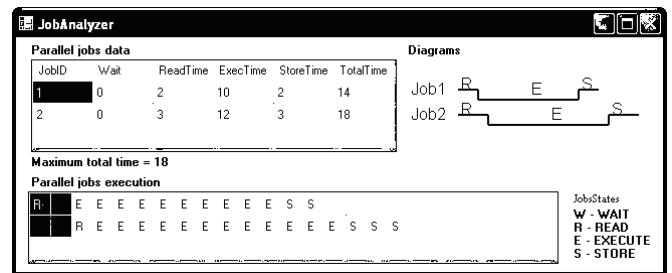 JobAnalyzer
Parallel jobs data
JobID Wait ReadTime ExecTime StoreTime TotalTime
1 0 2 10 2 14
2 0 3 12 3 18
Maximum total time = 18
Diagrams
Job1 R E S
Job2 R E S
Parallel jobs execution
R E E E E E E E E E E S S
R E E E E E E E E E E E E S S S
JobsStates
W - WAIT
R - READ
E - EXECUTE
S - STORE